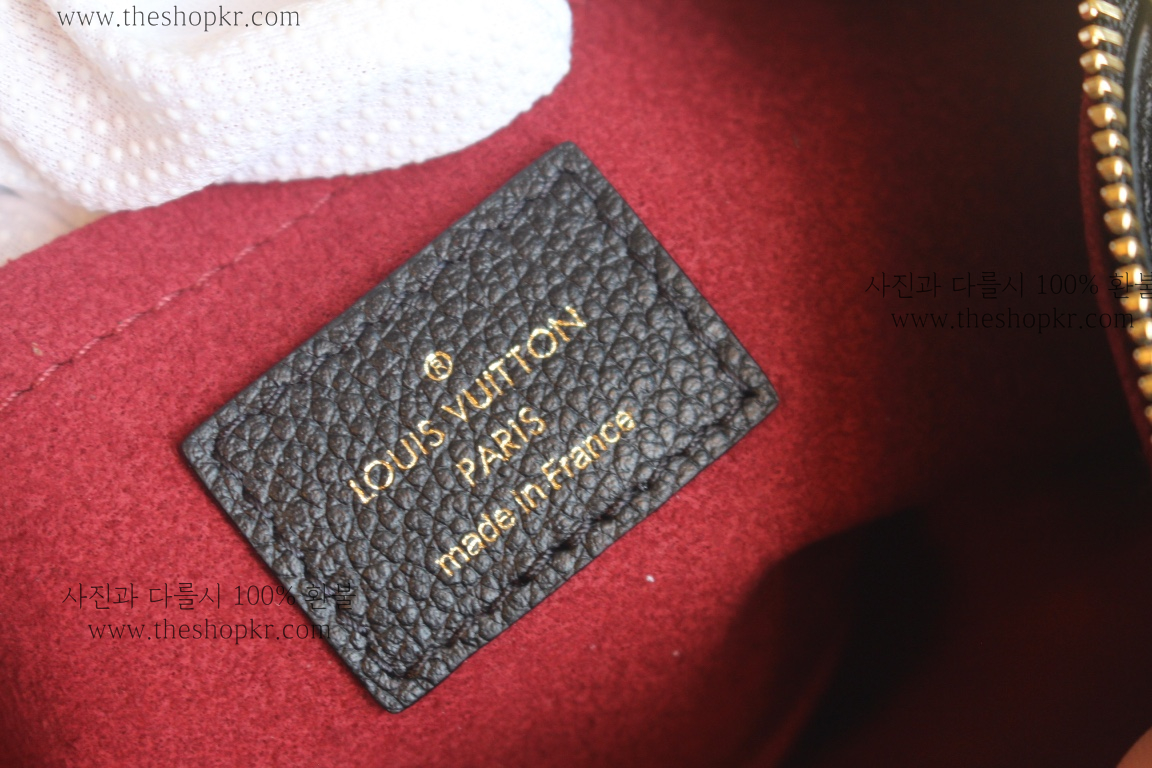 www.theshopkr.com
사진과 다를시 100% 환불
www.theshopkr.com
®
LOUIS VUITTON
PARIS
made in France
사진과 다를시 100% 환불
www.theshopkr.com